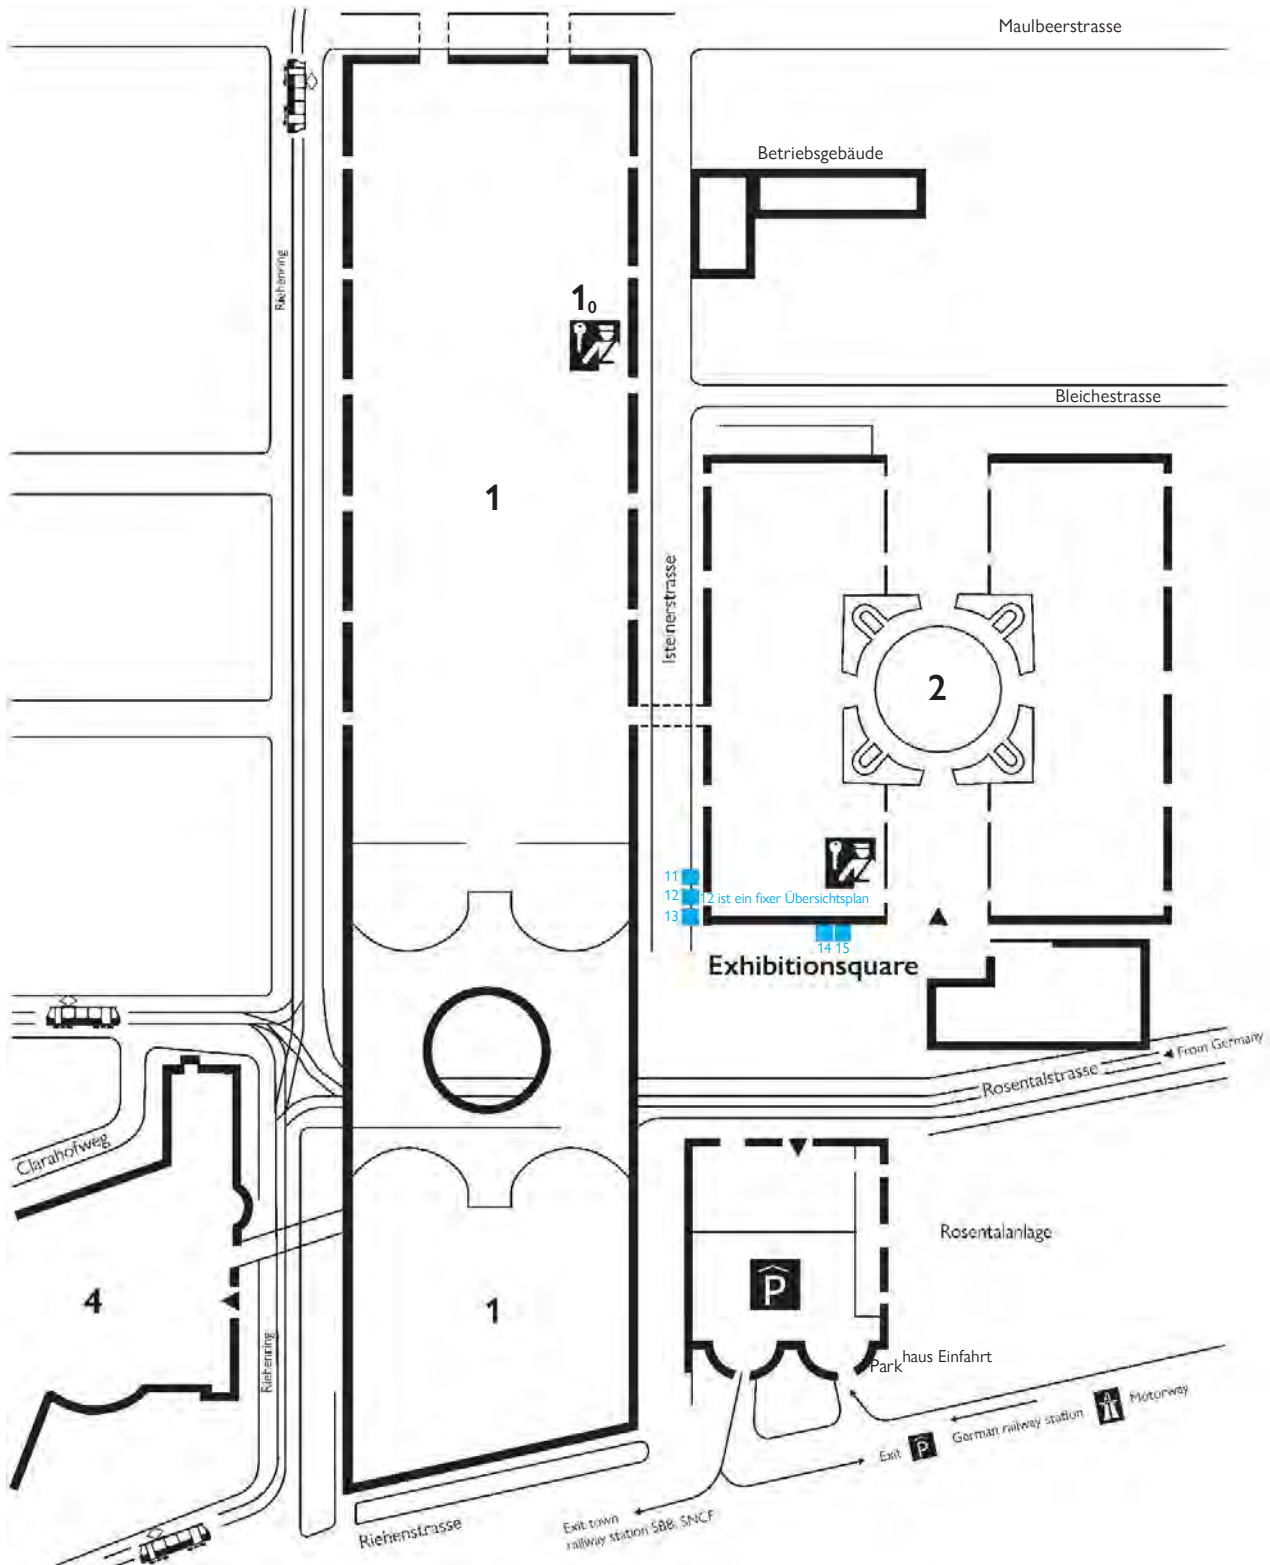 Maulbeerstrasse
Betriebsgebäude
Riehenring
1₀
Bleichestrasse
1
Isteinerstrasse
2
11
12
12 ist ein fixer Übersichtsplan
13
14 15
Exhibitionsquare
From Germany
Rosentalstrasse
Clarahofweg
Rosentalanlage
4
P
1
Riehenring
Parkhaus Einfahrt
Motorway
German railway station
Exit P
Riehenstrasse
Exit town
railway station SBB, SNCF